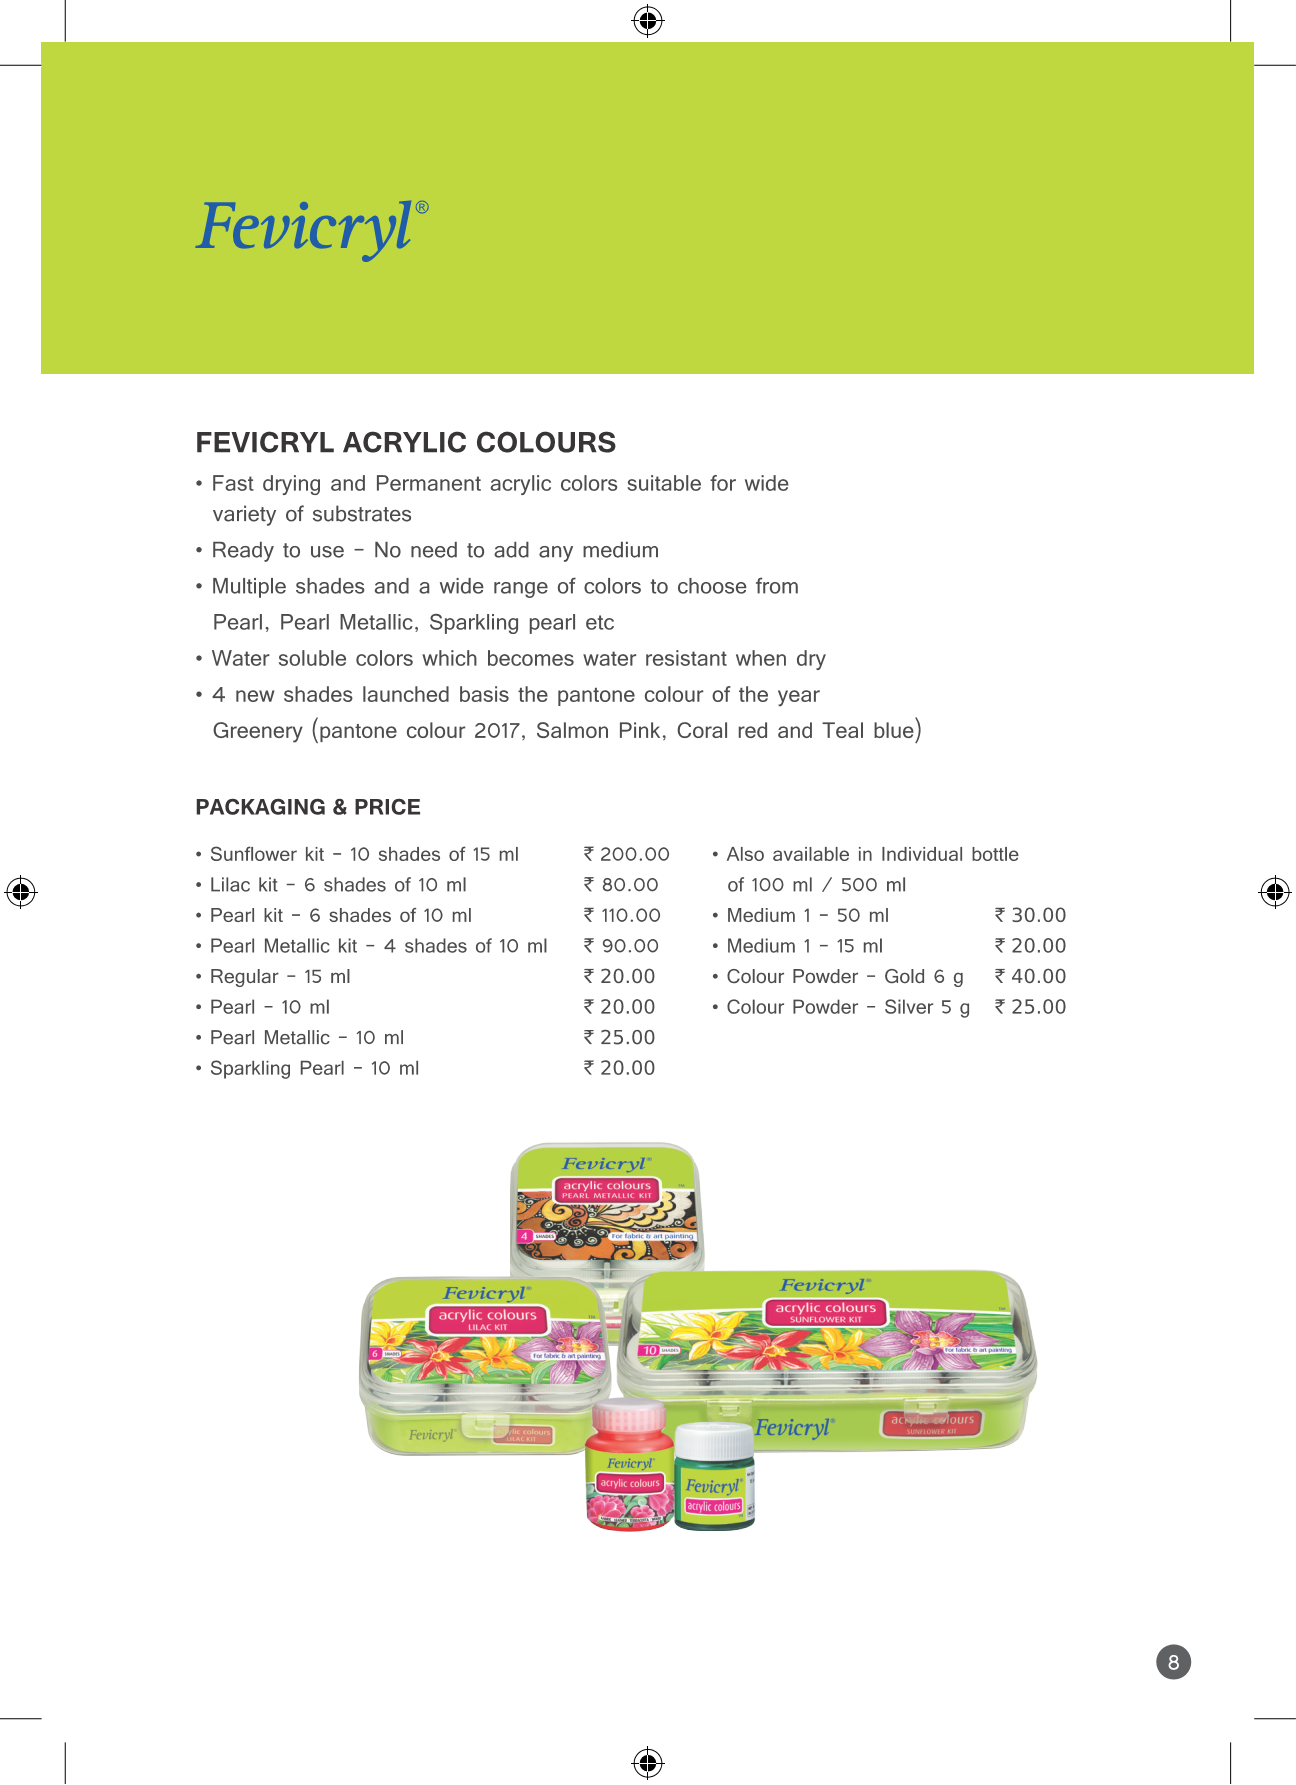 Fevicryl®
FEVICRYL ACRYLIC COLOURS
• Fast drying and Permanent acrylic colors suitable for wide
variety of substrates
• Ready to use – No need to add any medium
• Multiple shades and a wide range of colors to choose from
Pearl, Pearl Metallic, Sparkling pearl etc
• Water soluble colors which becomes water resistant when dry
• 4 new shades launched basis the pantone colour of the year
Greenery (pantone colour 2017, Salmon Pink, Coral red and Teal blue)
PACKAGING & PRICE
• Sunflower kit – 10 shades of 15 ml ₹ 200.00
• Lilac kit – 6 shades of 10 ml ₹ 80.00
• Pearl kit – 6 shades of 10 ml ₹ 110.00
• Pearl Metallic kit – 4 shades of 10 ml ₹ 90.00
• Regular – 15 ml ₹ 20.00
• Pearl – 10 ml ₹ 20.00
• Pearl Metallic – 10 ml ₹ 25.00
• Sparkling Pearl – 10 ml ₹ 20.00
• Also available in Individual bottle
of 100 ml / 500 ml
• Medium 1 – 50 ml ₹ 30.00
• Medium 1 – 15 ml ₹ 20.00
• Colour Powder – Gold 6 g ₹ 40.00
• Colour Powder – Silver 5 g ₹ 25.00
Fevicryl®
acrylic colours
PEARL METALLIC KIT
4 SHADES
For fabric & art painting
Fevicryl®
acrylic colours
LILAC KIT
6 SHADES
For fabric & art painting
Fevicryl®
acrylic colours
LILAC KIT
Fevicryl®
acrylic colours
SUNFLOWER KIT
10 SHADES
For fabric & art painting
Fevicryl®
acrylic colours
SUNFLOWER KIT
Fevicryl
acrylic colours
Fevicryl®
acrylic colours
8